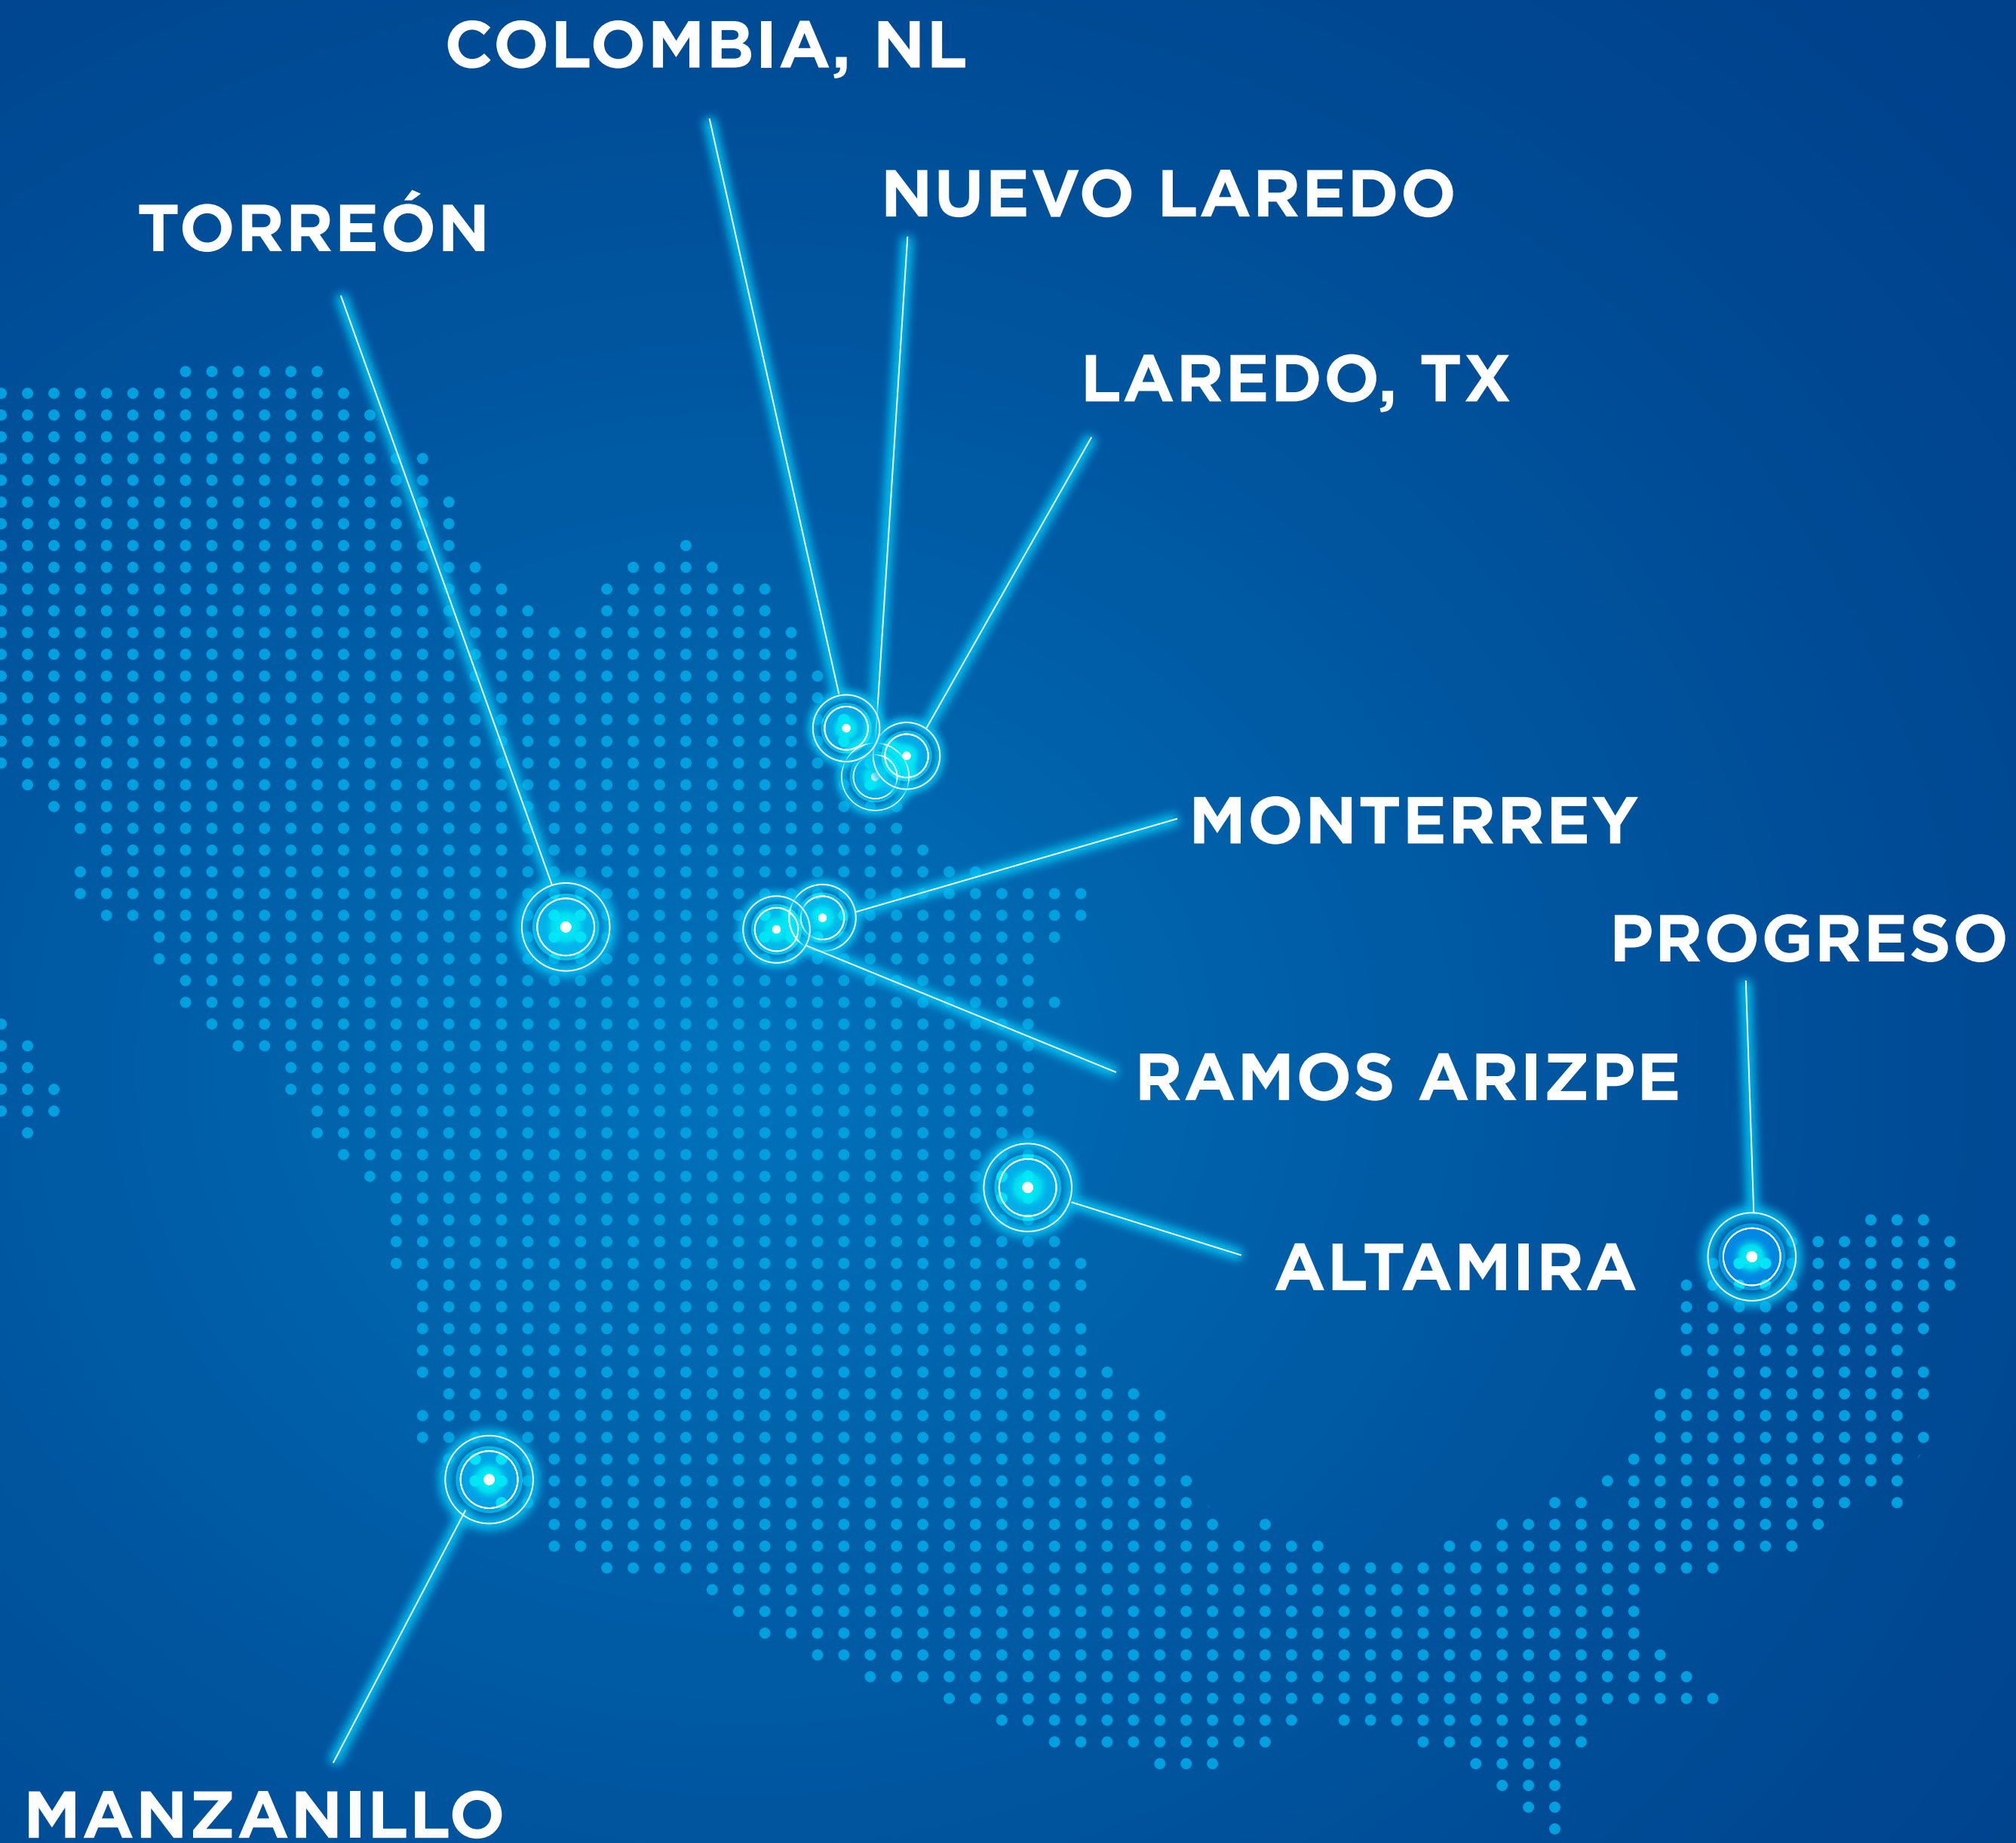 COLOMBIA, NL
NUEVO LAREDO
TORREÓN
LAREDO, TX
MONTERREY
PROGRESO
RAMOS ARIZPE
ALTAMIRA
MANZANILLO